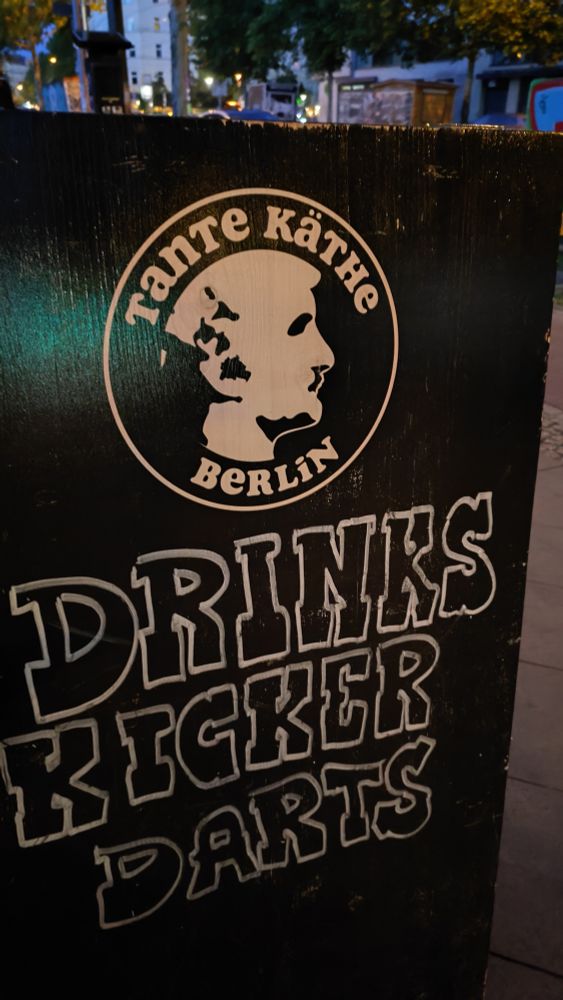 Tante Käthe
Berlin
DRINKS
KICKER
DARTS